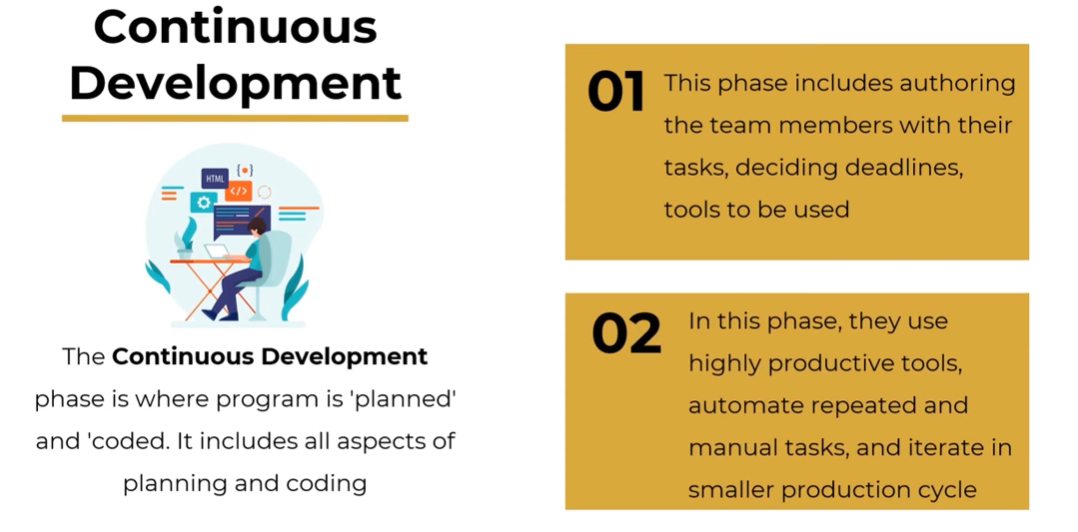 Continuous
Development
HTML
{•}
</>
The Continuous Development
phase is where program is 'planned'
and 'coded. It includes all aspects of
planning and coding
01
This phase includes authoring
the team members with their
tasks, deciding deadlines,
tools to be used
02
In this phase, they use
highly productive tools,
automate repeated and
manual tasks, and iterate in
smaller production cycle